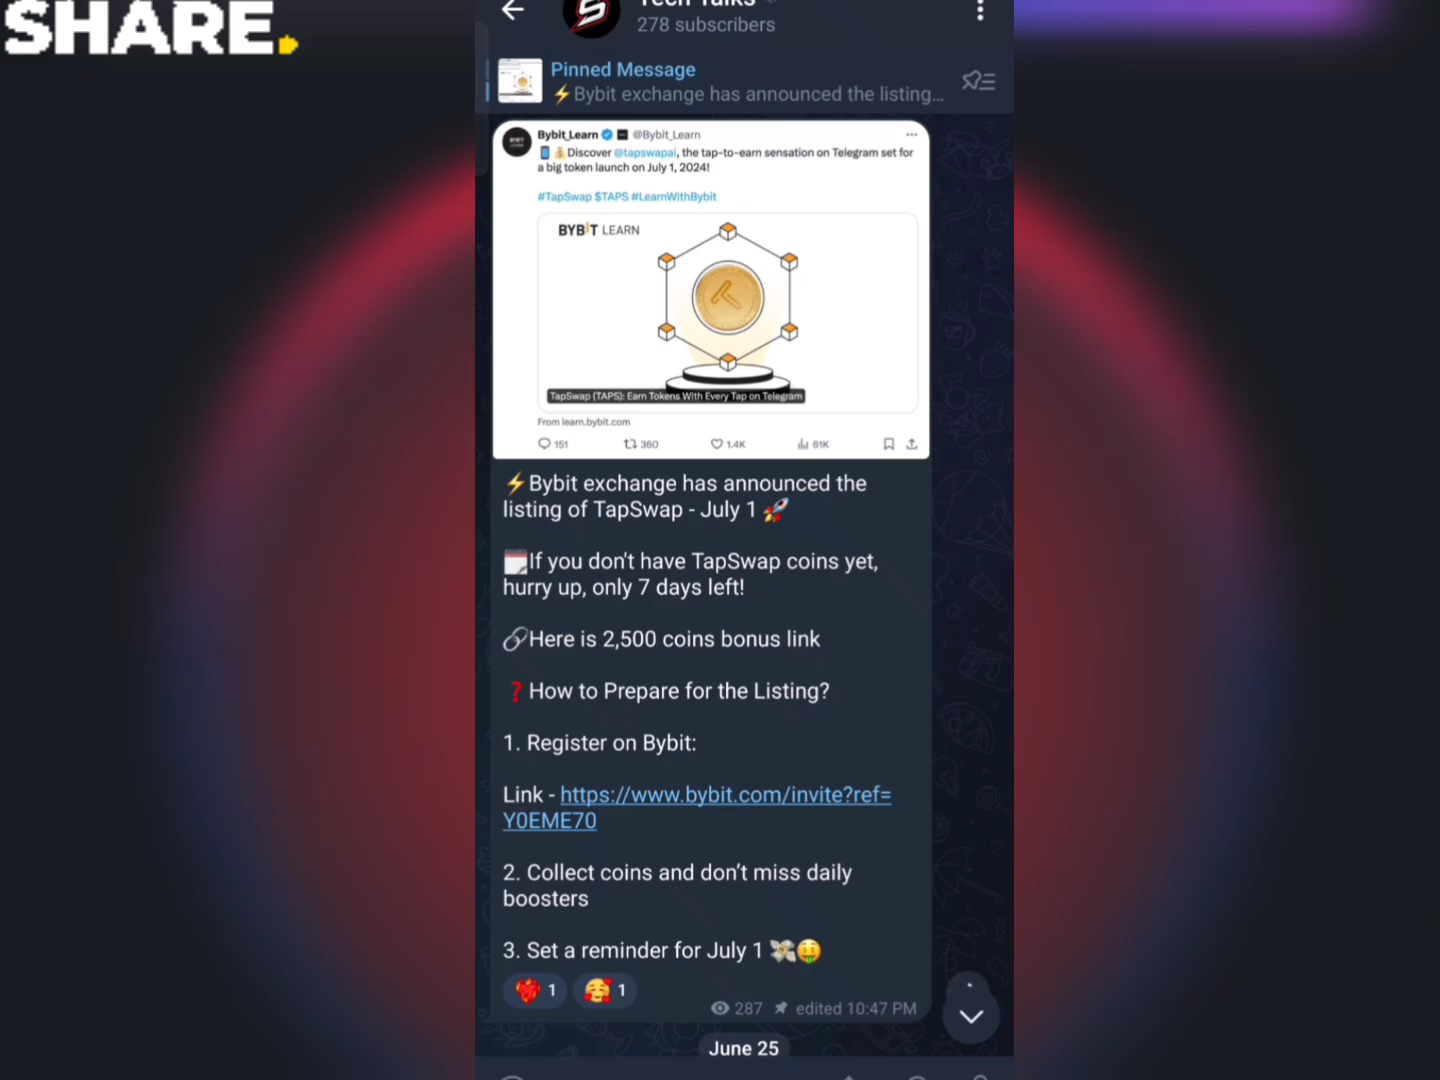 SHARE.
Tech Talks
278 subscribers
Pinned Message
⚡Bybit exchange has announced the listing...
Bybit_Learn @Bybit_Learn
Discover @tapswapai, the tap-to-earn sensation on Telegram set for
a big token launch on July 1, 2024!
#TapSwap $TAPS #LearnWithBybit
BYBIT LEARN
TapSwap (TAPS): Earn Tokens With Every Tap on Telegram
From learn.bybit.com
151 360 1.4K 61K
⚡Bybit exchange has announced the
listing of TapSwap - July 1 🚀
🗓If you don't have TapSwap coins yet,
hurry up, only 7 days left!
🔗Here is 2,500 coins bonus link
❓How to Prepare for the Listing?
1. Register on Bybit:
Link - https://www.bybit.com/invite?ref=
Y0EME70
2. Collect coins and don’t miss daily
boosters
3. Set a reminder for July 1 💸🤑
1 1
287 edited 10:47 PM
June 25